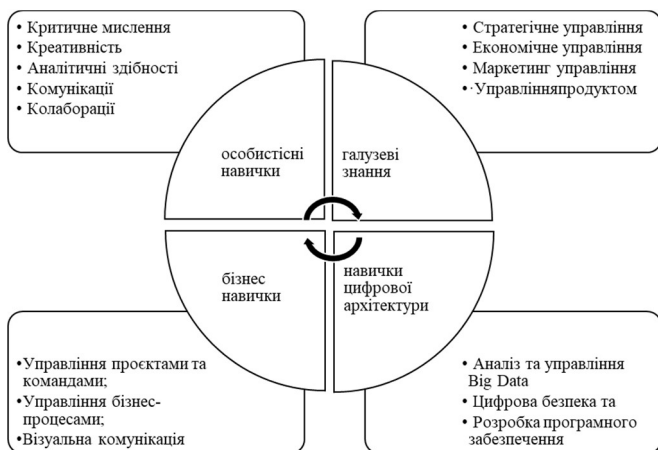 • Критичне мислення
• Креативність
• Аналітичні здібності
• Комунікації
• Колаборації
• Стратегічне управління
• Економічне управління
• Маркетинг управління
• ·Управлінняпродуктом
особистісні
навички
галузеві
знання
бізнес
навички
навички
цифрової
архітектури
•Управління проєктами та
командами;
•Управління бізнес-
процесами;
•Візуальна комунікація
• Аналіз та управління
Big Data
• Цифрова безпека та
• Розробка програмного
забезпечення